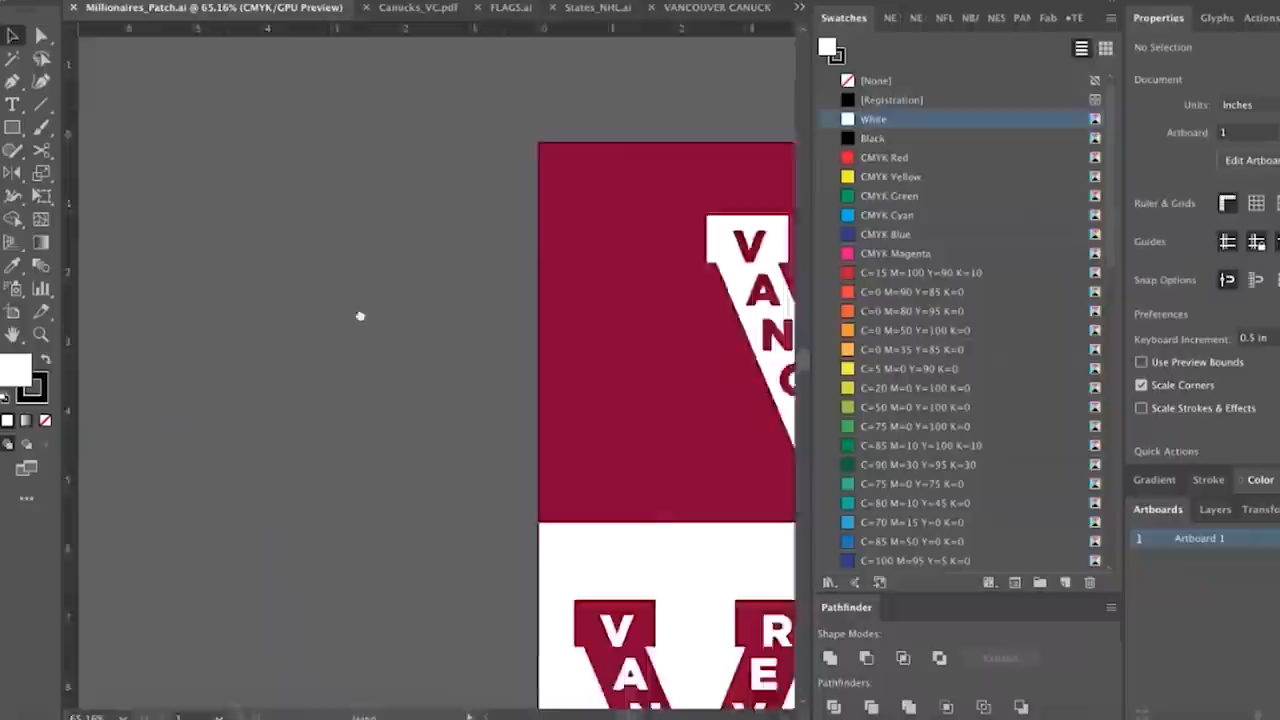 Millionaires_Patch.ai @ 65.16% (CMYK/GPU Preview)
Canucks_VC.pdf
FLAGS.ai
States_NHL.ai
VANCOUVER CANUCK
Swatches
NE
NE
NFL
NB/
NES
PAN
Fab
TE
Properties
Glyphs
Actions
No Selection
[None]
Document
[Registration]
Units: Inches
White
Artboard 1
Black
CMYK Red
Edit Artboa
CMYK Yellow
CMYK Green
Ruler & Grids
CMYK Cyan
CMYK Blue
Guides
CMYK Magenta
C=15 M=100 Y=90 K=10
Snap Options
C=0 M=90 Y=85 K=0
C=0 M=80 Y=95 K=0
Preferences
C=0 M=50 Y=100 K=0
Keyboard Increment: 0.5 in
C=0 M=35 Y=85 K=0
Use Preview Bounds
C=5 M=0 Y=90 K=0
Scale Corners
C=20 M=0 Y=100 K=0
Scale Strokes & Effects
C=50 M=0 Y=100 K=0
C=75 M=0 Y=100 K=0
C=85 M=10 Y=100 K=10
Quick Actions
C=90 M=30 Y=95 K=30
Gradient
Stroke
Color
C=75 M=0 Y=75 K=0
C=80 M=10 Y=45 K=0
Artboards
Layers
Transfo
C=70 M=15 Y=0 K=0
C=85 M=50 Y=0 K=0
1 Artboard 1
C=100 M=95 Y=5 K=0
Pathfinder
Shape Modes:
Expand
Pathfinders:
V
A
N
V
A
R
E
65.16%